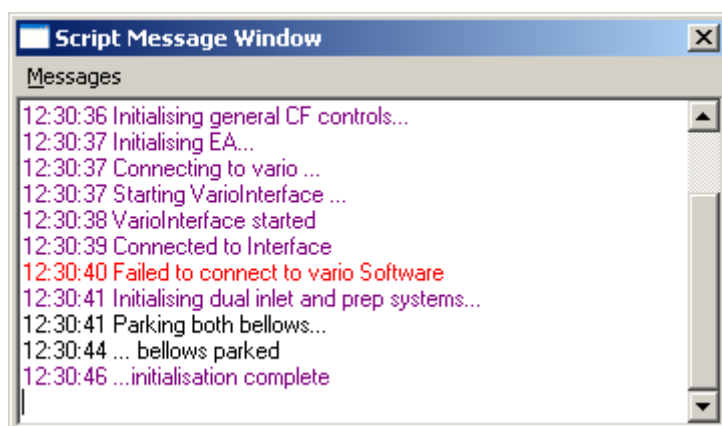 Script Message Window
Messages
12:30:36 Initialising general CF controls...
12:30:37 Initialising EA...
12:30:37 Connecting to vario ...
12:30:37 Starting VarioInterface ...
12:30:38 VarioInterface started
12:30:39 Connected to Interface
12:30:40 Failed to connect to vario Software
12:30:41 Initialising dual inlet and prep systems...
12:30:41 Parking both bellows...
12:30:44 ... bellows parked
12:30:46 ...initialisation complete